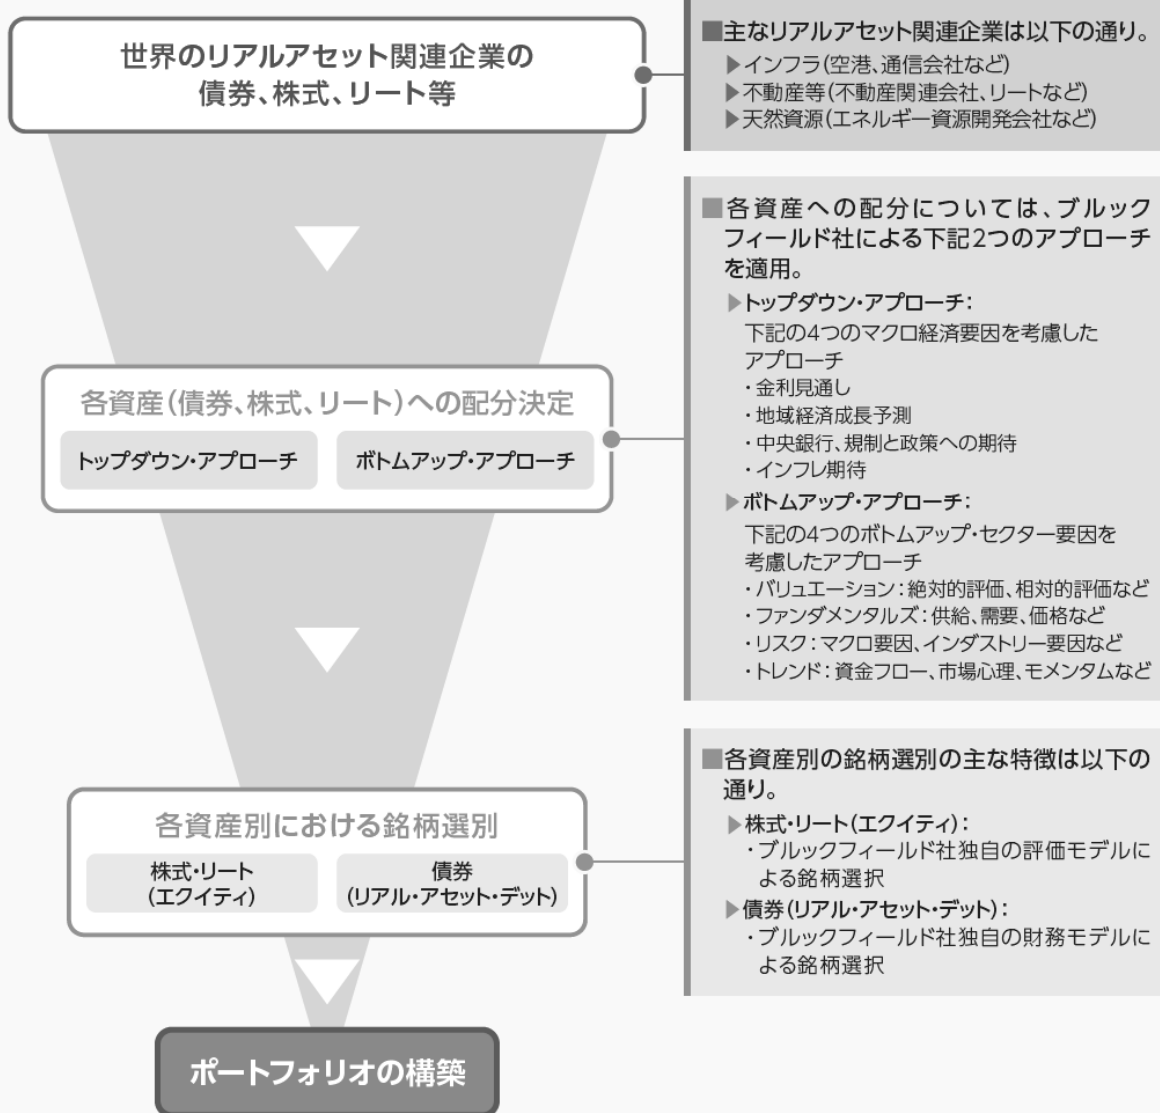 世界のリアルアセット関連企業の
債券、株式、リート等
■主なリアルアセット関連企業は以下の通り。
▶インフラ(空港、通信会社など)
▶不動産等(不動産関連会社、リートなど)
▶天然資源(エネルギー資源開発会社など)
各資産(債券、株式、リート)への配分決定
トップダウン・アプローチ
ボトムアップ・アプローチ
■各資産への配分については、ブルック
フィールド社による下記2つのアプローチ
を適用。
▶トップダウン・アプローチ:
下記の4つのマクロ経済要因を考慮した
アプローチ
・金利見通し
・地域経済成長予測
・中央銀行、規制と政策への期待
・インフレ期待
▶ボトムアップ・アプローチ:
下記の4つのボトムアップ・セクター要因を
考慮したアプローチ
・バリュエーション:絶対的評価、相対的評価など
・ファンダメンタルズ:供給、需要、価格など
・リスク:マクロ要因、インダストリー要因など
・トレンド:資金フロー、市場心理、モメンタムなど
各資産別における銘柄選別
株式・リート
(エクイティ)
債券
(リアル・アセット・デット)
■各資産別の銘柄選別の主な特徴は以下の
通り。
▶株式・リート(エクイティ):
・ブルックフィールド社独自の評価モデルに
よる銘柄選択
▶債券(リアル・アセット・デット):
・ブルックフィールド社独自の財務モデルに
よる銘柄選択
ポートフォリオの構築